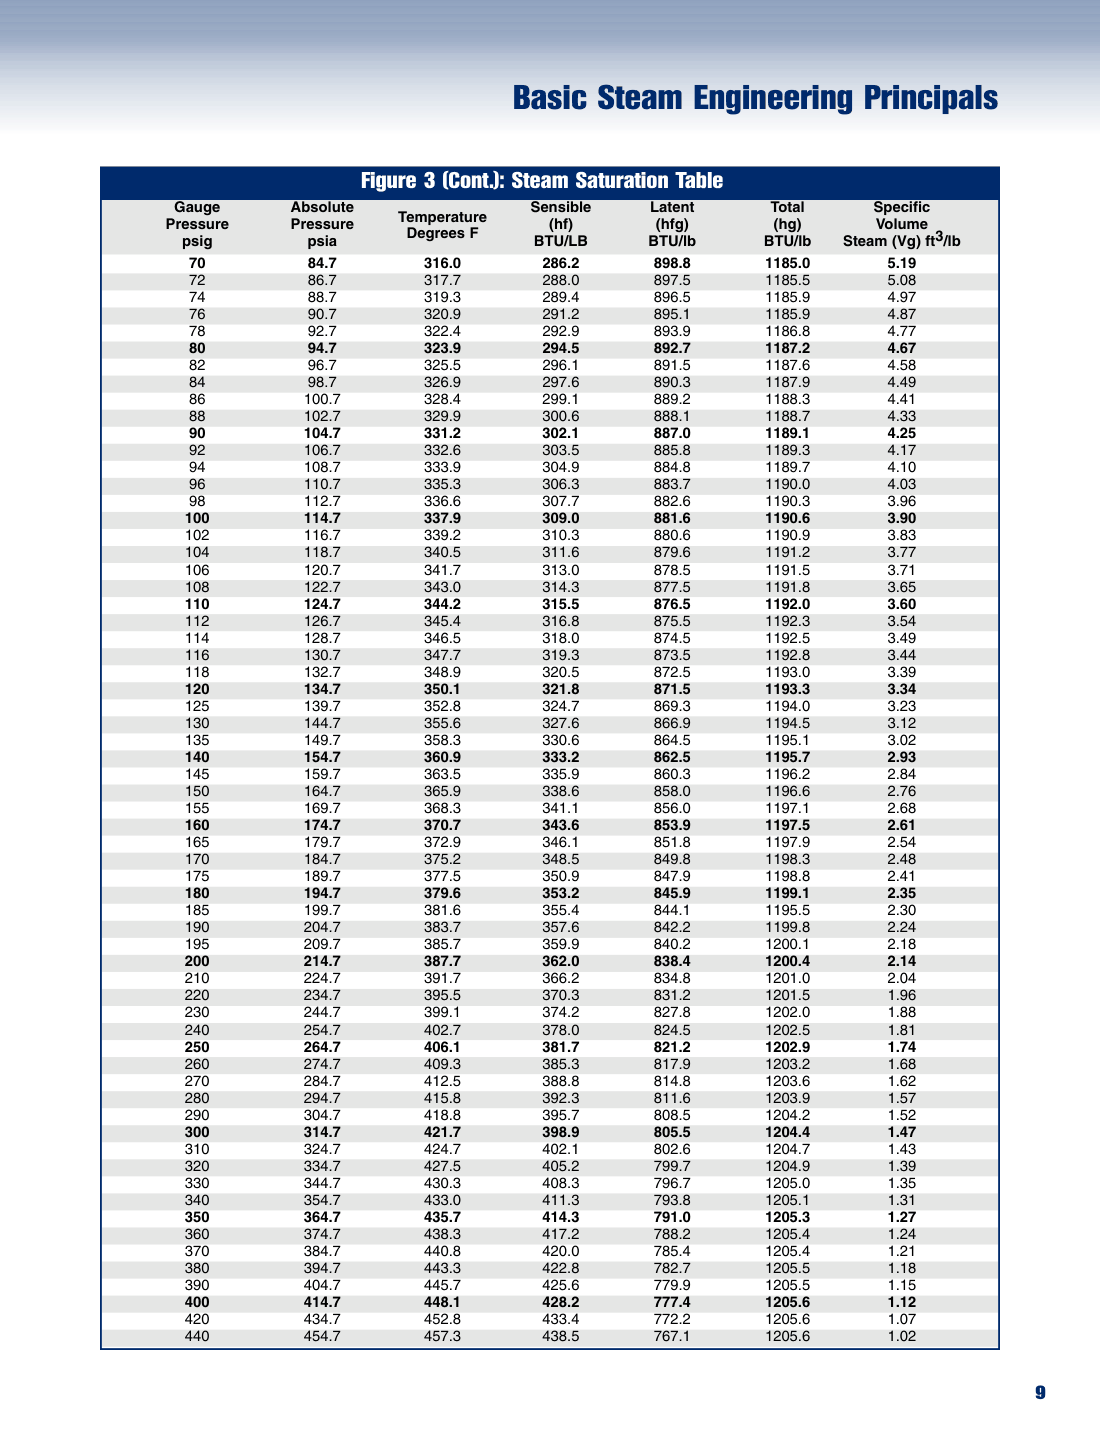 Basic Steam Engineering Principals
Figure 3 (Cont.): Steam Saturation Table
Gauge Pressure psig Absolute Pressure psia Temperature Degrees F Sensible (hf) BTU/LB Latent (hfg) BTU/lb Total (hg) BTU/lb Specific Volume Steam (Vg) ft3/lb
70 84.7 316.0 286.2 898.8 1185.0 5.19
72 86.7 317.7 288.0 897.5 1185.5 5.08
74 88.7 319.3 289.4 896.5 1185.9 4.97
76 90.7 320.9 291.2 895.1 1185.9 4.87
78 92.7 322.4 292.9 893.9 1186.8 4.77
80 94.7 323.9 294.5 892.7 1187.2 4.67
82 96.7 325.5 296.1 891.5 1187.6 4.58
84 98.7 326.9 297.6 890.3 1187.9 4.49
86 100.7 328.4 299.1 889.2 1188.3 4.41
88 102.7 329.9 300.6 888.1 1188.7 4.33
90 104.7 331.2 302.1 887.0 1189.1 4.25
92 106.7 332.6 303.5 885.8 1189.3 4.17
94 108.7 333.9 304.9 884.8 1189.7 4.10
96 110.7 335.3 306.3 883.7 1190.0 4.03
98 112.7 336.6 307.7 882.6 1190.3 3.96
100 114.7 337.9 309.0 881.6 1190.6 3.90
102 116.7 339.2 310.3 880.6 1190.9 3.83
104 118.7 340.5 311.6 879.6 1191.2 3.77
106 120.7 341.7 313.0 878.5 1191.5 3.71
108 122.7 343.0 314.3 877.5 1191.8 3.65
110 124.7 344.2 315.5 876.5 1192.0 3.60
112 126.7 345.4 316.8 875.5 1192.3 3.54
114 128.7 346.5 318.0 874.5 1192.5 3.49
116 130.7 347.7 319.3 873.5 1192.8 3.44
118 132.7 348.9 320.5 872.5 1193.0 3.39
120 134.7 350.1 321.8 871.5 1193.3 3.34
125 139.7 352.8 324.7 869.3 1194.0 3.23
130 144.7 355.6 327.6 866.9 1194.5 3.12
135 149.7 358.3 330.6 864.5 1195.1 3.02
140 154.7 360.9 333.2 862.5 1195.7 2.93
145 159.7 363.5 335.9 860.3 1196.2 2.84
150 164.7 365.9 338.6 858.0 1196.6 2.76
155 169.7 368.3 341.1 856.0 1197.1 2.68
160 174.7 370.7 343.6 853.9 1197.5 2.61
165 179.7 372.9 346.1 851.8 1197.9 2.54
170 184.7 375.2 348.5 849.8 1198.3 2.48
175 189.7 377.5 350.9 847.9 1198.8 2.41
180 194.7 379.6 353.2 845.9 1199.1 2.35
185 199.7 381.6 355.4 844.1 1195.5 2.30
190 204.7 383.7 357.6 842.2 1199.8 2.24
195 209.7 385.7 359.9 840.2 1200.1 2.18
200 214.7 387.7 362.0 838.4 1200.4 2.14
210 224.7 391.7 366.2 834.8 1201.0 2.04
220 234.7 395.5 370.3 831.2 1201.5 1.96
230 244.7 399.1 374.2 827.8 1202.0 1.88
240 254.7 402.7 378.0 824.5 1202.5 1.81
250 264.7 406.1 381.7 821.2 1202.9 1.74
260 274.7 409.3 385.3 817.9 1203.2 1.68
270 284.7 412.5 388.8 814.8 1203.6 1.62
280 294.7 415.8 392.3 811.6 1203.9 1.57
290 304.7 418.8 395.7 808.5 1204.2 1.52
300 314.7 421.7 398.9 805.5 1204.4 1.47
310 324.7 424.7 402.1 802.6 1204.7 1.43
320 334.7 427.5 405.2 799.7 1204.9 1.39
330 344.7 430.3 408.3 796.7 1205.0 1.35
340 354.7 433.0 411.3 793.8 1205.1 1.31
350 364.7 435.7 414.3 791.0 1205.3 1.27
360 374.7 438.3 417.2 788.2 1205.4 1.24
370 384.7 440.8 420.0 785.4 1205.4 1.21
380 394.7 443.3 422.8 782.7 1205.5 1.18
390 404.7 445.7 425.6 779.9 1205.5 1.15
400 414.7 448.1 428.2 777.4 1205.6 1.12
420 434.7 452.8 433.4 772.2 1205.6 1.07
440 454.7 457.3 438.5 767.1 1205.6 1.02
9